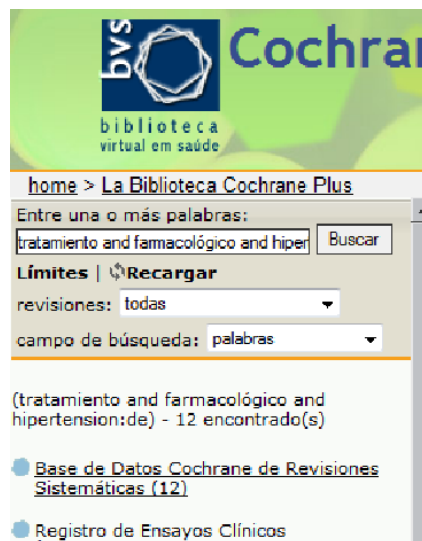 bvs
Cochra
biblioteca
virtual em saúde
home > La Biblioteca Cochrane Plus
Entre una o más palabras:
tratamiento and farmacológico and hiper Buscar
Límites | Recargar
revisiones: todas
campo de búsqueda: palabras
(tratamiento and farmacológico and
hipertension:de) - 12 encontrado(s)
Base de Datos Cochrane de Revisiones
Sistemáticas (12)
Registro de Ensayos Clínicos